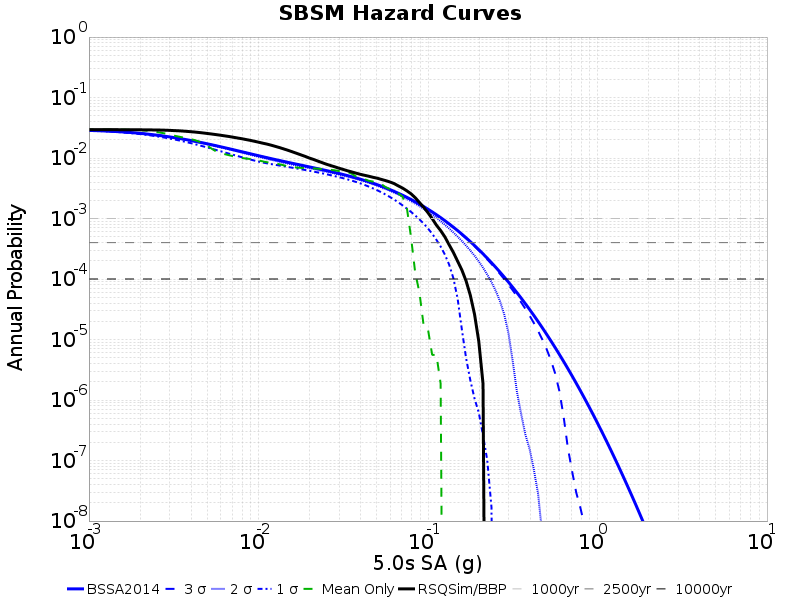 SBSM Hazard Curves
10^0
10^-1
10^-2
10^-3
10^-4
10^-5
10^-6
10^-7
10^-8
Annual Probability
10^-3 10^-2 10^-1 10^0 10^1
5.0s SA (g)
BSSA2014 3 σ 2 σ 1 σ Mean Only RSQSim/BBP 1000yr 2500yr 10000yr